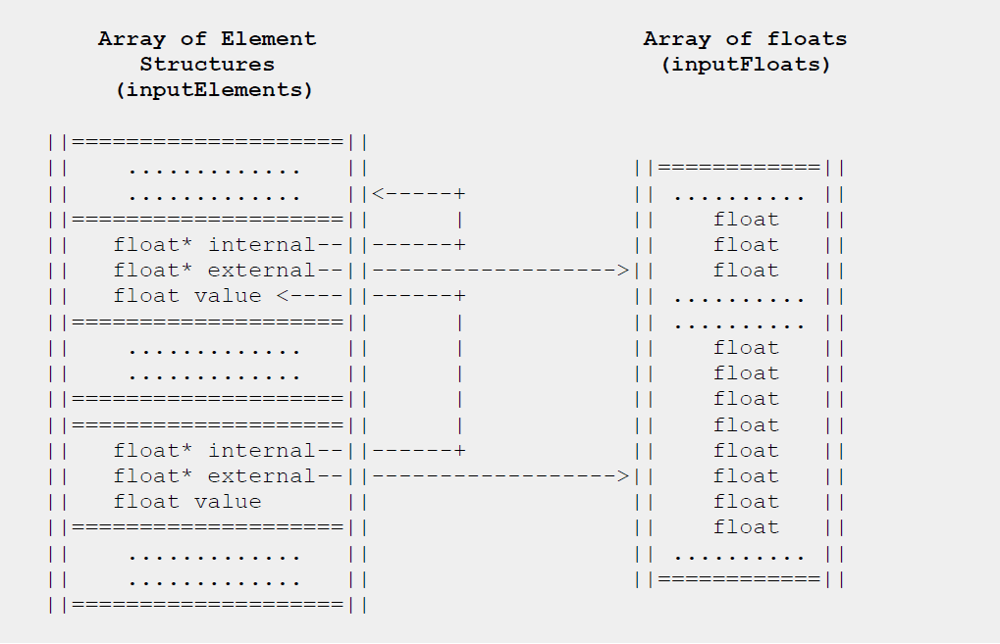 Array of Element                        Array of floats
      Structures                            (inputFloats)
    (inputElements)

||====================||
||    .............   ||                   ||============||
||    .............   ||<-----+            || .......... ||
||====================||      |            ||    float   ||
||   float* internal--||------+            ||    float   ||
||   float* external--||------------------>||    float   ||
||   float value <----||------+            || .......... ||
||====================||      |            || .......... ||
||    .............   ||      |            ||    float   ||
||    .............   ||      |            ||    float   ||
||====================||      |            ||    float   ||
||====================||      |            ||    float   ||
||   float* internal--||------+            ||    float   ||
||   float* external--||------------------>||    float   ||
||   float value      ||                   ||    float   ||
||====================||                   ||    float   ||
||    .............   ||                   || .......... ||
||    .............   ||                   ||============||
||====================||